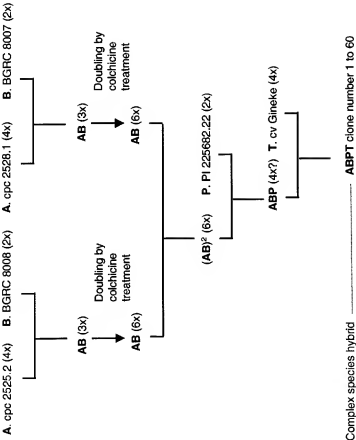 A. cpc 2525.2 (4x) B. BGRC 8008 (2x) A. cpc 2528.1 (4x) B. BGRC 8007 (2x)
AB (3x) Doubling by AB (3x) Doubling by
colchicine colchicine
AB (6x) treatment AB (6x) treatment
(AB)² (6x) P. PI 225682.22 (2x)
ABP (4x?) T. cv Gineke (4x)
Complex species hybrid ABPT clone number 1 to 60